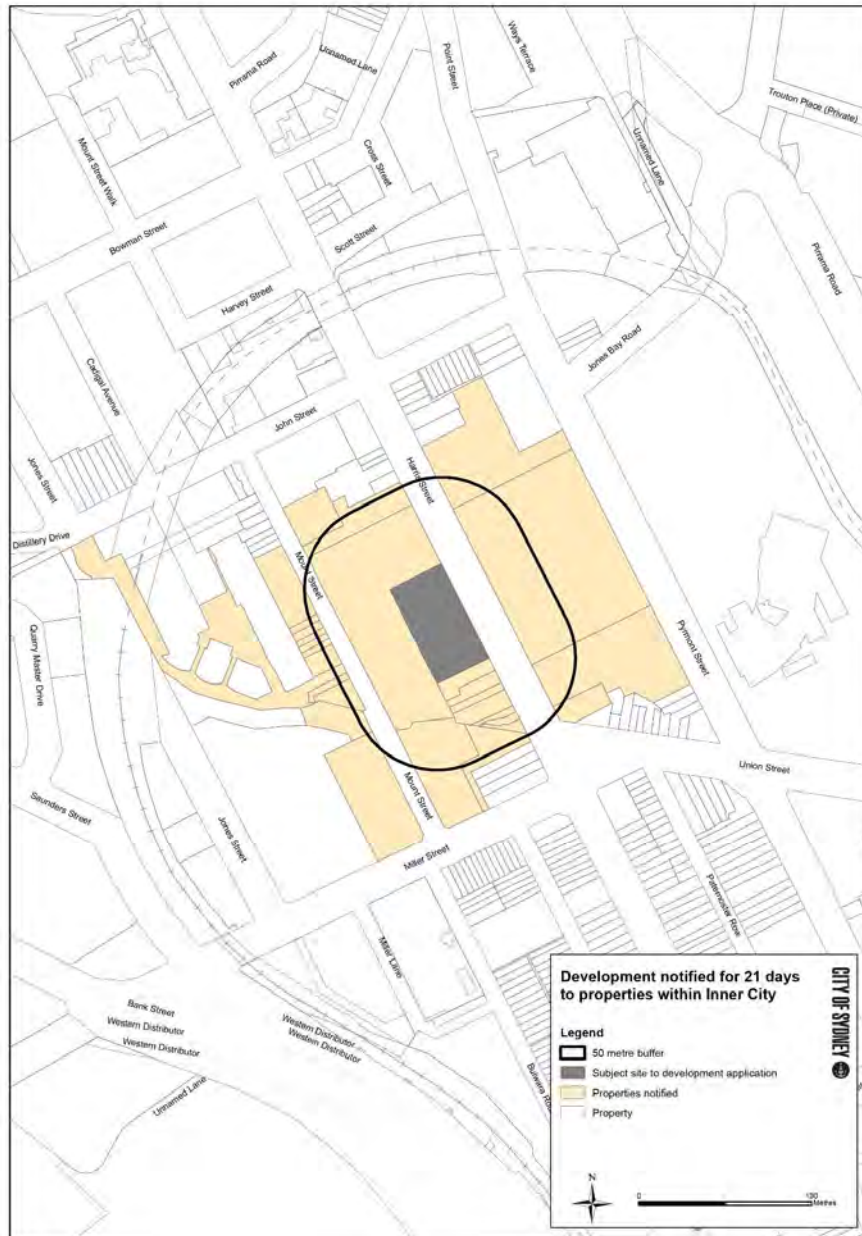 Unnamed Lane
Pirrama Road
Point Street
Ways Terrace
Trouton Place (Private)
Unnamed Lane
Mount Street Walk
Cross Street
Scott Street
Bowman Street
Harvey Street
Pirrama Road
Cadigal Avenue
Jones Bay Road
John Street
Jones Street
Harris Street
Distillery Drive
Mount Street
Quarry Master Drive
Pyrmont Street
Union Street
Saunders Street
Mount Street
Jones Street
Miller Street
Paternoster Row
Miller Lane
Bank Street
Western Distributor
Western Distributor
Western Distributor
Western Distributor
Unnamed Lane
Bulwara
Development notified for 21 days
to properties within Inner City
CITY OF SYDNEY
Legend
50 metre buffer
Subject site to development application
Properties notified
Property
N
0
Metres